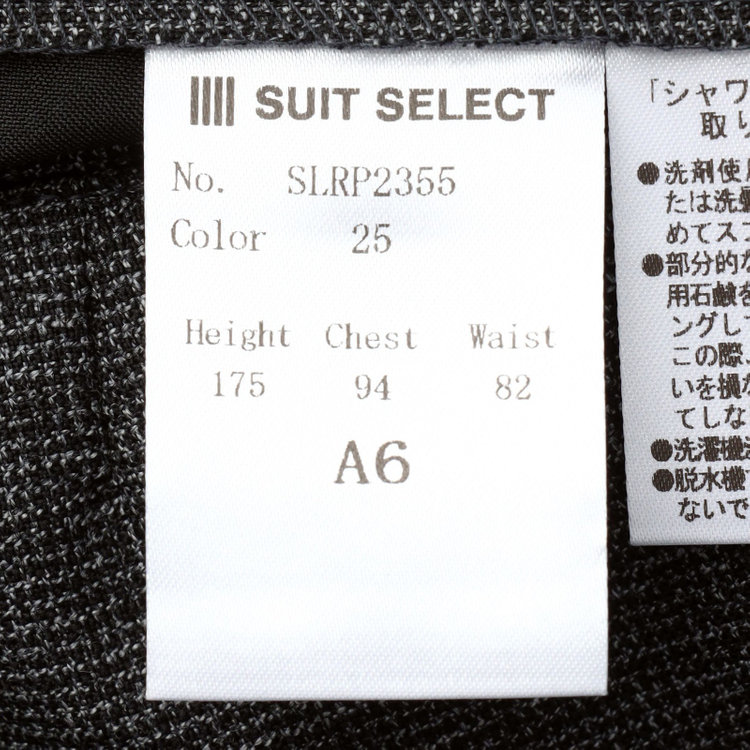 SUIT SELECT
No. SLRP2355
Color 25
Height Chest Waist
175 94 82
A6
「シャワ
取り
●洗剤使用
たは洗
めてスプ
●部分的な
用石鹸を
ングして
この際、
いを損な
てしな
●洗濯機
●脱水機
ないで